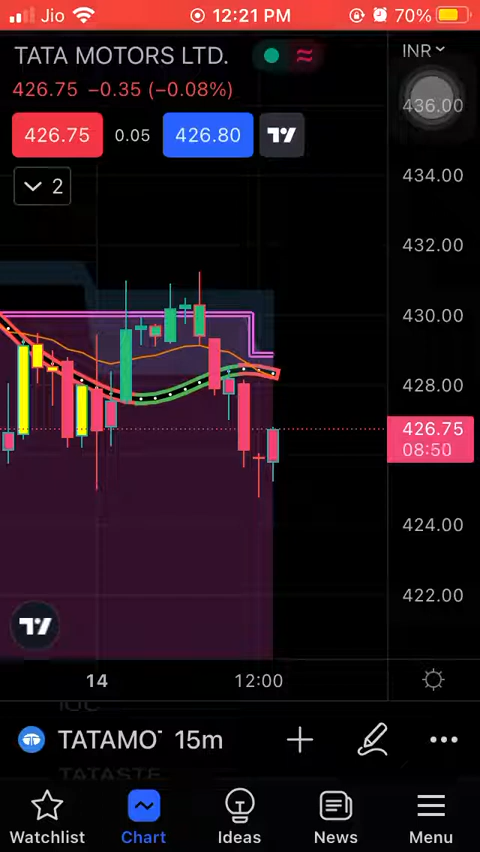 Jio 12:21 PM 70%
TATA MOTORS LTD.
INR
426.75 −0.35 (−0.08%)
436.00
426.75 0.05 426.80
434.00
2
432.00
430.00
428.00
426.75
08:50
424.00
422.00
14 12:00
TATAMOT 15m
TATASTE
Watchlist Chart Ideas News Menu